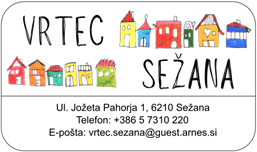 VRTEC
SEŽANA
Ul. Jožeta Pahorja 1, 6210 Sežana
Telefon: +386 5 7310 220
E-pošta: vrtec.sezana@guest.arnes.si